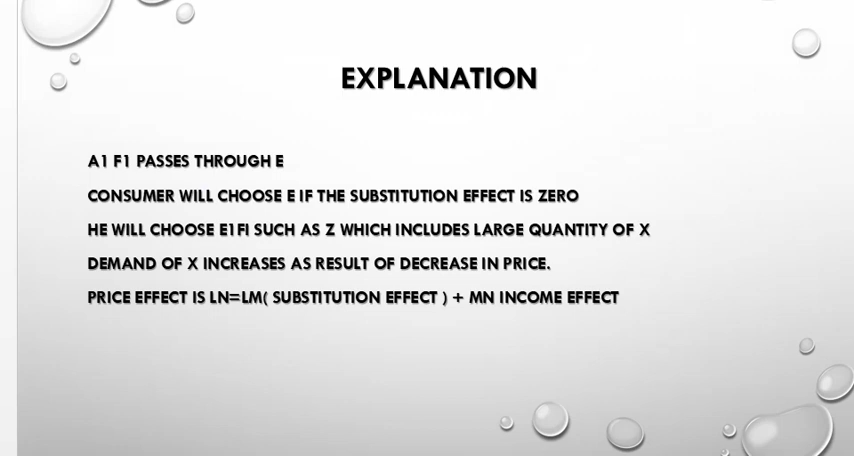 EXPLANATION
A1 F1 PASSES THROUGH E
CONSUMER WILL CHOOSE E IF THE SUBSTITUTION EFFECT IS ZERO
HE WILL CHOOSE E1FI SUCH AS Z WHICH INCLUDES LARGE QUANTITY OF X
DEMAND OF X INCREASES AS RESULT OF DECREASE IN PRICE.
PRICE EFFECT IS LN=LM( SUBSTITUTION EFFECT ) + MN INCOME EFFECT